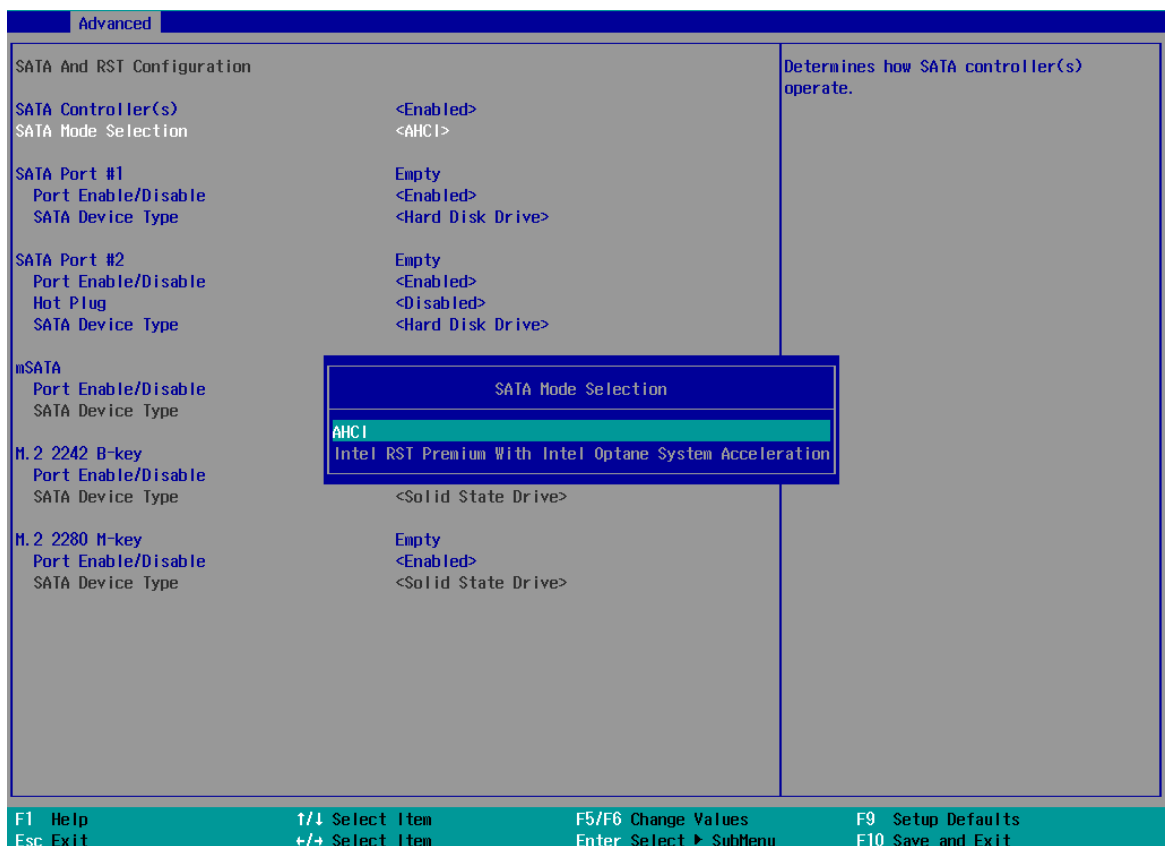 Advanced
SATA And RST Configuration
Determines how SATA controller(s)
operate.
SATA Controller(s) <Enabled>
SATA Mode Selection <AHCI>
SATA Port #1 Empty
Port Enable/Disable <Enabled>
SATA Device Type <Hard Disk Drive>
SATA Port #2 Empty
Port Enable/Disable <Enabled>
Hot Plug <Disabled>
SATA Device Type <Hard Disk Drive>
mSATA
Port Enable/Disable
SATA Device Type
SATA Mode Selection
AHCI
Intel RST Premium With Intel Optane System Acceleration
M.2 2242 B-key
Port Enable/Disable
SATA Device Type <Solid State Drive>
M.2 2280 M-key Empty
Port Enable/Disable <Enabled>
SATA Device Type <Solid State Drive>
F1 Help ↑/↓ Select Item F5/F6 Change Values F9 Setup Defaults
Esc Exit ←/→ Select Item Enter Select ▶ SubMenu F10 Save and Exit